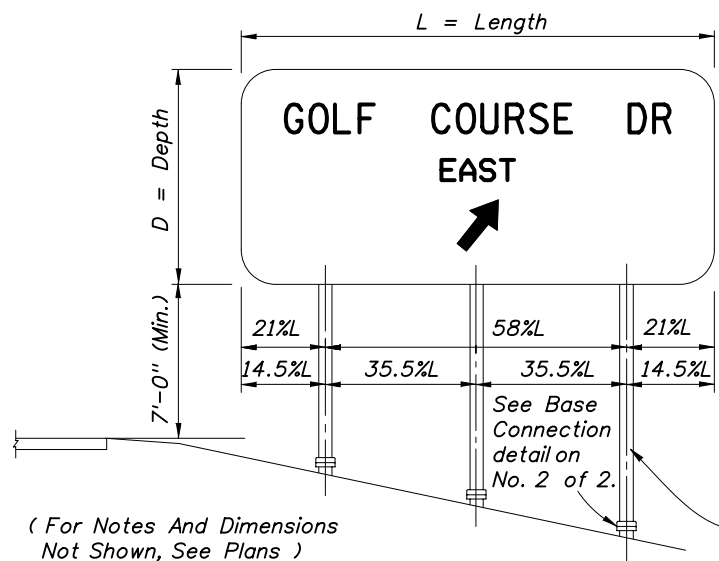 L = Length
D = Depth
GOLF COURSE DR
EAST
7'-0" (Min.)
21%L 58%L 21%L
14.5%L 35.5%L 35.5%L 14.5%L
See Base
Connection
detail on
No. 2 of 2.
( For Notes And Dimensions
Not Shown, See Plans )